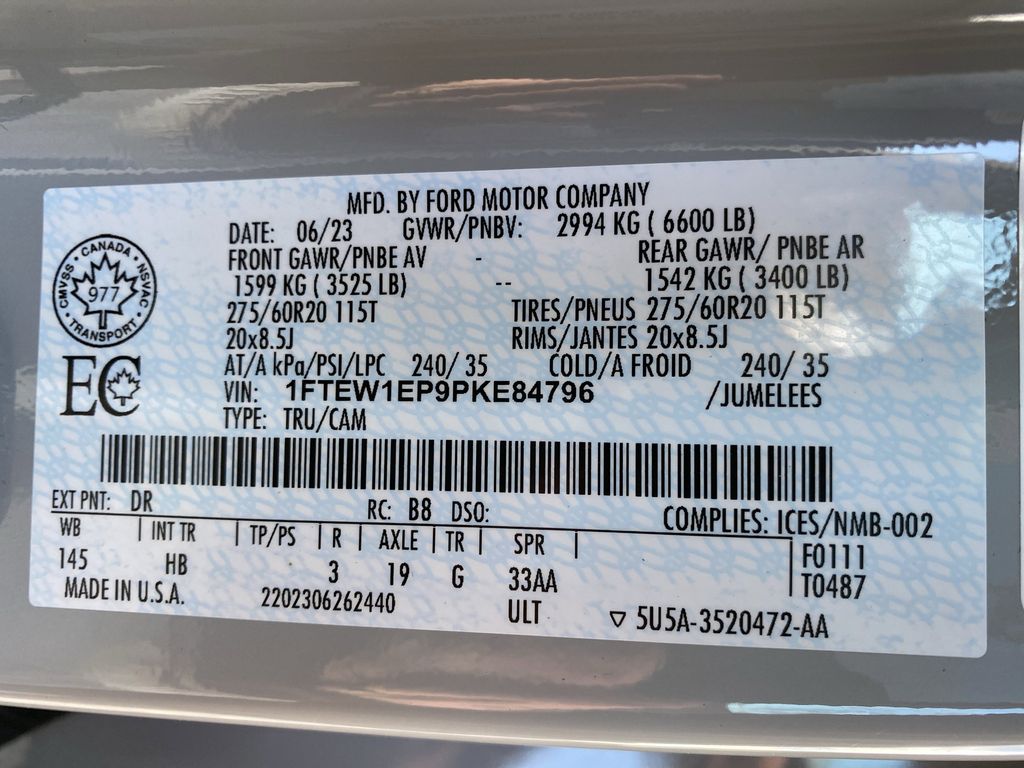 MFD. BY FORD MOTOR COMPANY
DATE: 06/23 GVWR/PNBV: 2994 KG ( 6600 LB)
FRONT GAWR/PNBE AV - REAR GAWR/ PNBE AR
1599 KG ( 3525 LB) -- 1542 KG ( 3400 LB)
275/60R20 115T TIRES/PNEUS 275/60R20 115T
20x8.5J RIMS/JANTES 20x8.5J
AT/A kPa/PSI/LPC 240/ 35 COLD/A FROID 240/ 35
VIN: 1FTEW1EP9PKE84796 /JUMELEES
TYPE: TRU/CAM
CANADA
CMVSS NSVAC
977
TRANSPORT
EC
EXT PNT: DR RC: B8 DSO: COMPLIES: ICES/NMB-002
WB | INT TR | TP/PS | R | AXLE | TR | SPR | F0111
145 HB 3 19 G 33AA T0487
MADE IN U.S.A. 2202306262440 ULT ▽ 5U5A-3520472-AA